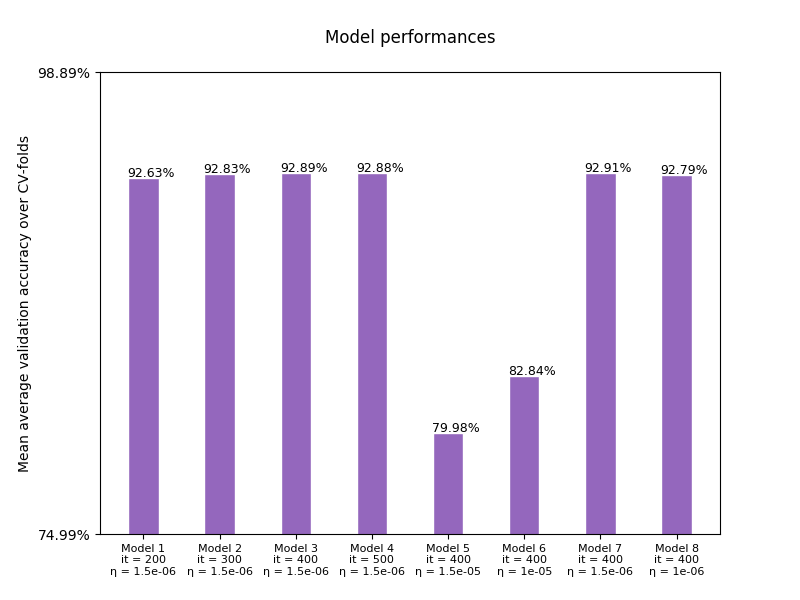 Model performances
98.89%
Mean average validation accuracy over CV-folds
92.63%
92.83%
92.89%
92.88%
79.98%
82.84%
92.91%
92.79%
74.99%
Model 1
it = 200
η = 1.5e-06
Model 2
it = 300
η = 1.5e-06
Model 3
it = 400
η = 1.5e-06
Model 4
it = 500
η = 1.5e-06
Model 5
it = 400
η = 1.5e-05
Model 6
it = 400
η = 1e-05
Model 7
it = 400
η = 1.5e-06
Model 8
it = 400
η = 1e-06